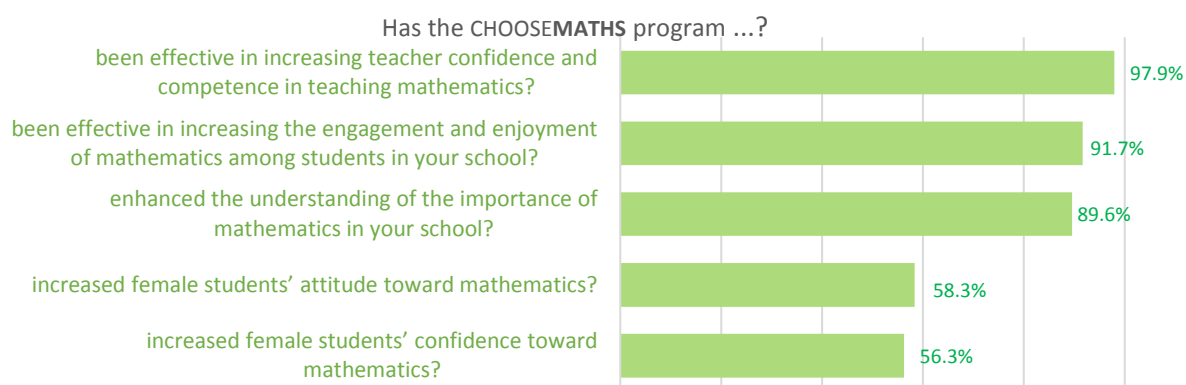 Has the CHOOSEMATHS program ...?
been effective in increasing teacher confidence and
competence in teaching mathematics?
97.9%
been effective in increasing the engagement and enjoyment
of mathematics among students in your school?
91.7%
enhanced the understanding of the importance of
mathematics in your school?
89.6%
increased female students’ attitude toward mathematics?
58.3%
increased female students’ confidence toward
mathematics?
56.3%